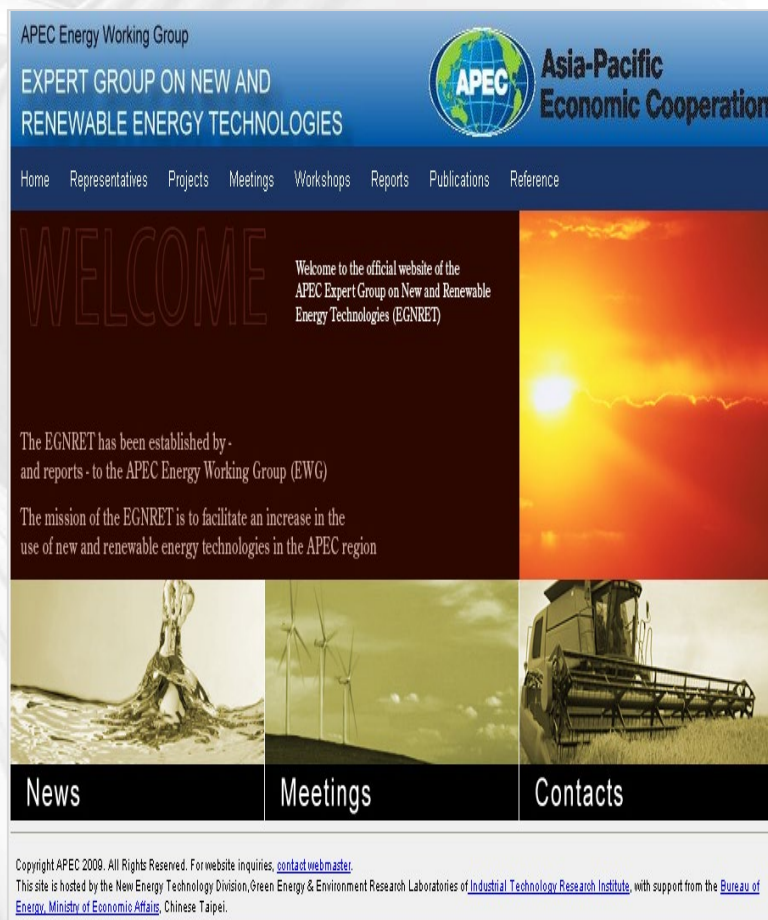 APEC Energy Working Group
EXPERT GROUP ON NEW AND
RENEWABLE ENERGY TECHNOLOGIES
APEC
Asia-Pacific
Economic Cooperation
Home Representatives Projects Meetings Workshops Reports Publications Reference
WELCOME
Welcome to the official website of the
APEC Expert Group on New and Renewable
Energy Technologies (EGNRET)
The EGNRET has been established by -
and reports - to the APEC Energy Working Group (EWG)
The mission of the EGNRET is to facilitate an increase in the
use of new and renewable energy technologies in the APEC region
News
Meetings
Contacts
Copyright APEC 2009. All Rights Reserved. For website inquiries, contact webmaster.
This site is hosted by the New Energy Technology Division,Green Energy & Environment Research Laboratories of Industrial Technology Research Institute, with support from the Bureau of
Energy, Ministry of Economic Affairs, Chinese Taipei.